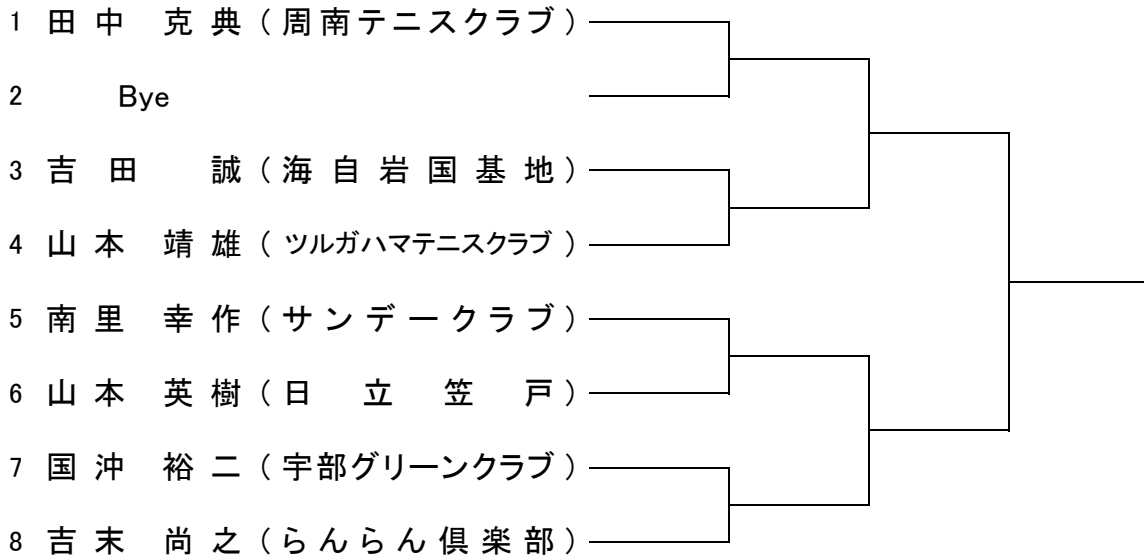 1 田中 克典(周南テニスクラブ)
2 Bye
3 吉田 誠(海自岩国基地)
4 山本 靖雄(ツルガハマテニスクラブ)
5 南里 幸作(サンデークラブ)
6 山本 英樹(日立笠戸)
7 国沖 裕二(宇部グリーンクラブ)
8 吉末 尚之(らんらん倶楽部)